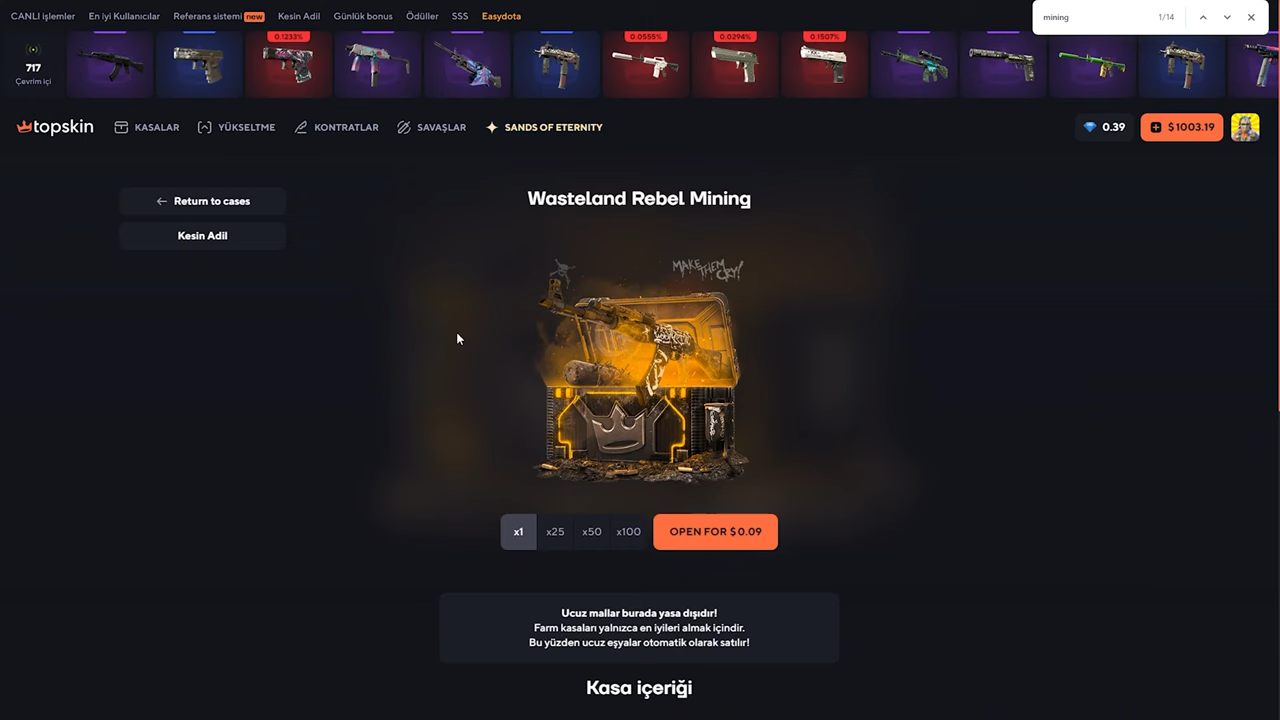 CANLI işlemler
En iyi Kullanıcılar
Referans sistemi new
Kesin Adil
Günlük bonus
Ödüller
SSS
Easydota
mining
1/14
717
Çevrim içi
0.1233%
0.0555%
0.0294%
0.1507%
topskin
KASALAR
YÜKSELTME
KONTRATLAR
SAVAŞLAR
SANDS OF ETERNITY
0.39
$1003.19
Return to cases
Kesin Adil
Wasteland Rebel Mining
MAKE THEM CRY!
x1
x25
x50
x100
OPEN FOR $0.09
Ucuz mallar burada yasa dışıdır!
Farm kasaları yalnızca en iyileri almak içindir.
Bu yüzden ucuz eşyalar otomatik olarak satılır!
Kasa içeriği